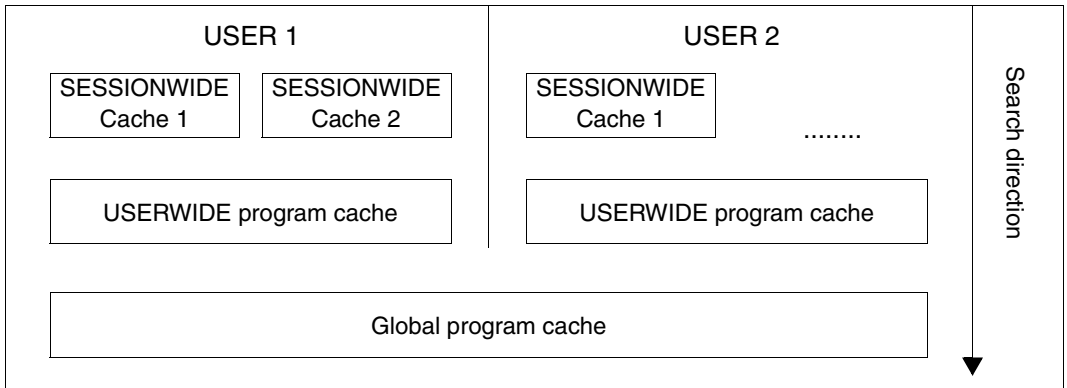 USER 1
USER 2
SESSIONWIDE
Cache 1
SESSIONWIDE
Cache 2
SESSIONWIDE
Cache 1
........
USERWIDE program cache
USERWIDE program cache
Global program cache
Search direction